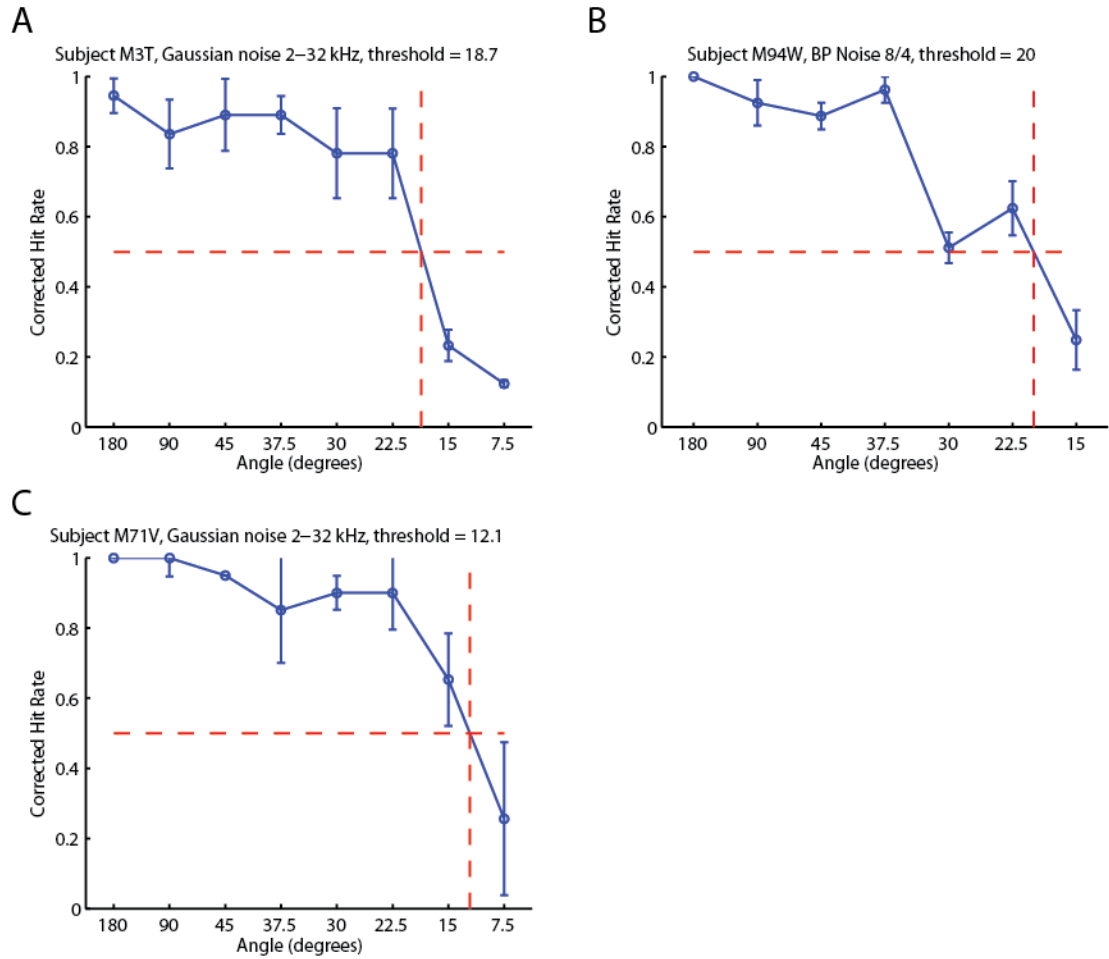 A
Subject M3T, Gaussian noise 2−32 kHz, threshold = 18.7
Corrected Hit Rate
1
0.8
0.6
0.4
0.2
0
180 90 45 37.5 30 22.5 15 7.5
Angle (degrees)
B
Subject M94W, BP Noise 8/4, threshold = 20
Corrected Hit Rate
1
0.8
0.6
0.4
0.2
0
180 90 45 37.5 30 22.5 15
Angle (degrees)
C
Subject M71V, Gaussian noise 2−32 kHz, threshold = 12.1
Corrected Hit Rate
1
0.8
0.6
0.4
0.2
0
180 90 45 37.5 30 22.5 15 7.5
Angle (degrees)